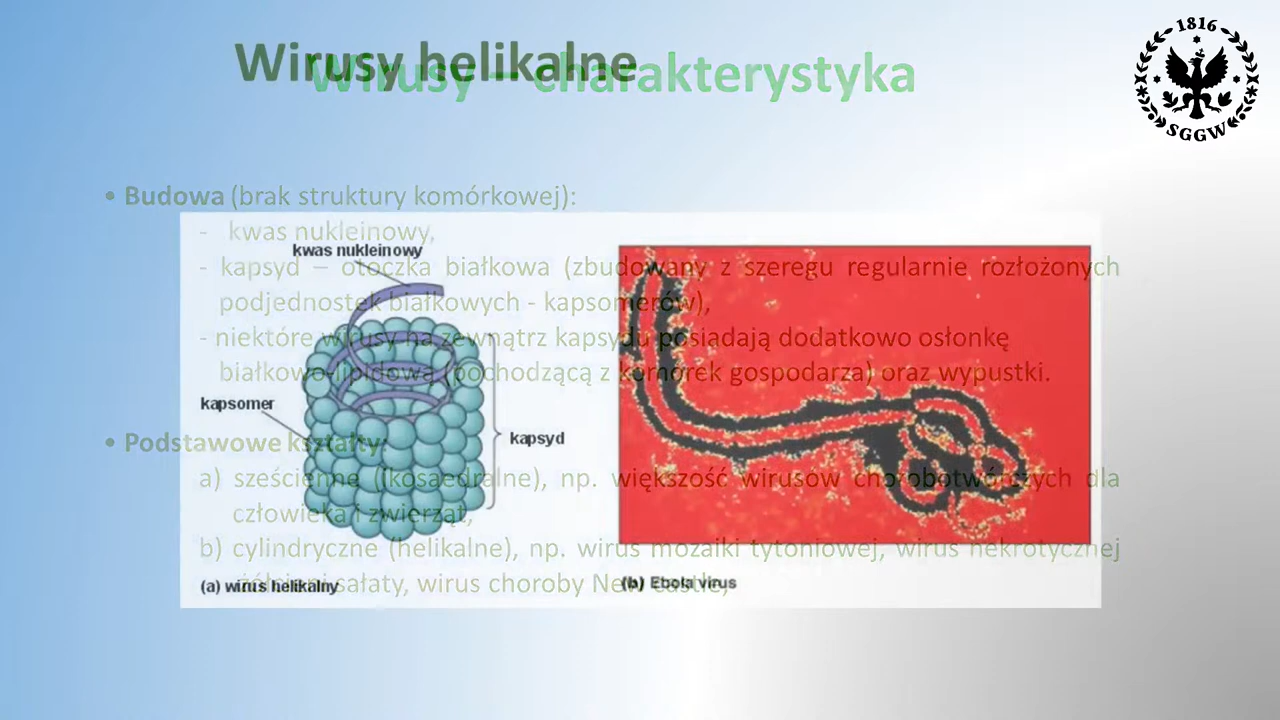 Wirusy helikalne
Wirusy – charakterystyka
1816
SGGW
• Budowa (brak struktury komórkowej):
- kwas nukleinowy,
kwas nukleinowy
- kapsyd – otoczka białkowa (zbudowany z szeregu regularnie rozłożonych
podjednostek białkowych - kapsomerów),
- niektóre wirusy na zewnątrz kapsydu posiadają dodatkowo osłonkę
białkowo-lipidową (pochodzącą z komórek gospodarza) oraz wypustki.
kapsomer
kapsyd
• Podstawowe kształty:
a) sześcienne (ikosaedralne), np. większość wirusów chorobotwórczych dla
człowieka i zwierząt,
b) cylindryczne (helikalne), np. wirus mozaiki tytoniowej, wirus nekrotycznej
sałaty, wirus choroby Newcastle,
(a) wirus helikalny
(b) Ebola virus